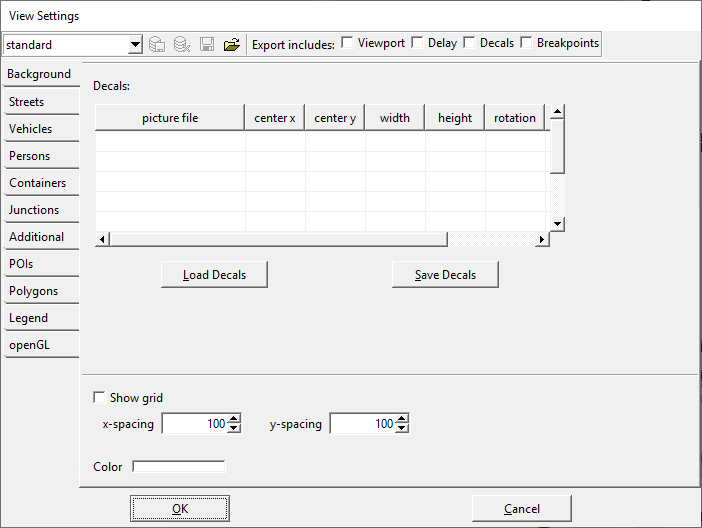 View Settings
standard Export includes: Viewport Delay Decals Breakpoints
Background
Streets
Vehicles
Persons
Containers
Junctions
Additional
POIs
Polygons
Legend
openGL
Decals:
picture file center x center y width height rotation
Load Decals Save Decals
Show grid
x-spacing 100 y-spacing 100
Color
OK Cancel